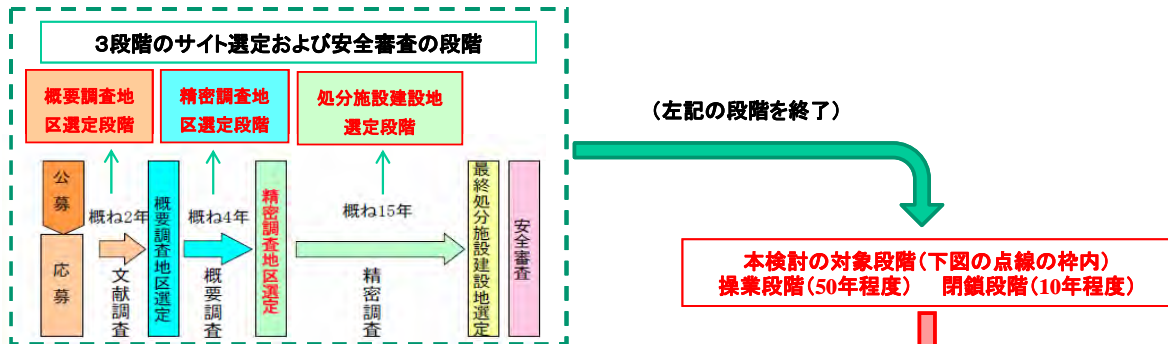 3段階のサイト選定および安全審査の段階
概要調査地
区選定段階
精密調査地
区選定段階
処分施設建設地
選定段階
(左記の段階を終了)
公募
応募
概ね2年
文献調査
概要調査地区選定
概ね4年
概要調査
精密調査地区選定
概ね15年
精密調査
最終処分施設建設地選定
安全審査
本検討の対象段階(下図の点線の枠内)
操業段階(50年程度) 閉鎖段階(10年程度)